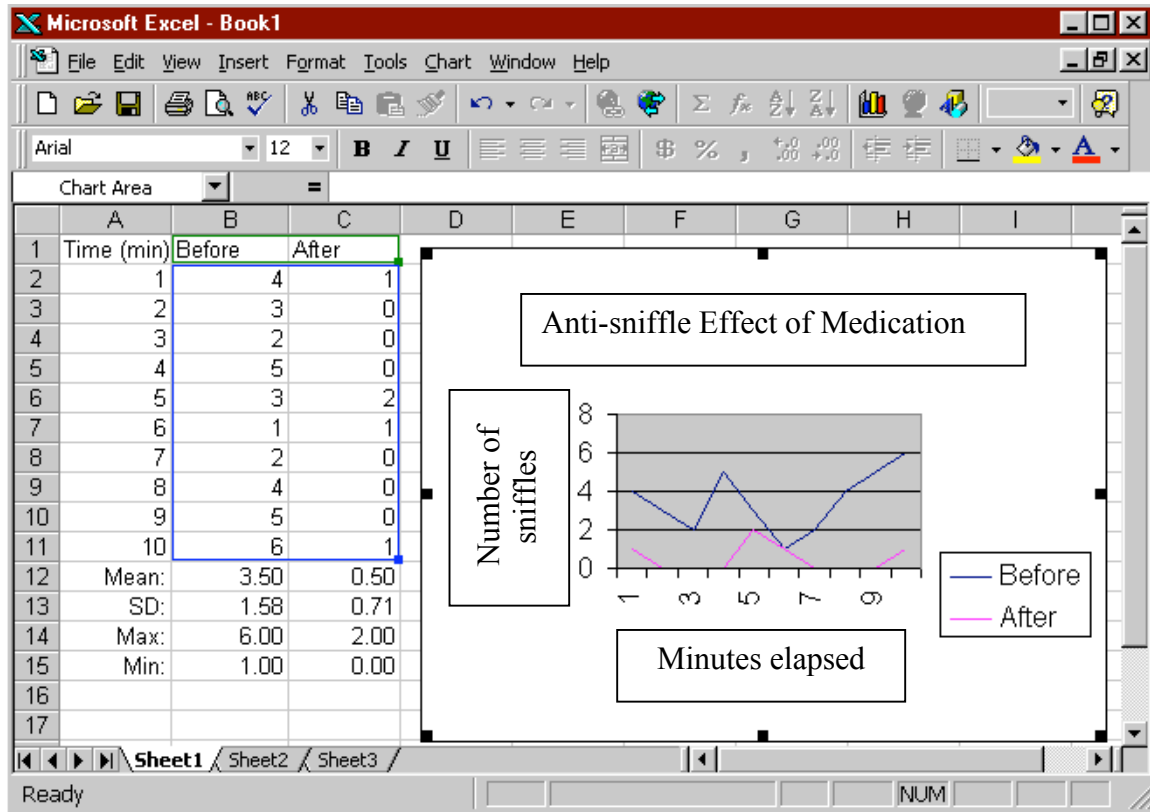 Microsoft Excel - Book1
File Edit View Insert Format Tools Chart Window Help
ABC Σ fx A Z Z A
Arial 12 B I U $ % , +.0 .00 .00 +.0 A
Chart Area =
A B C D E F G H I
1 Time (min) Before After
2 1 4 1
3 2 3 0
4 3 2 0
5 4 5 0
6 5 3 2
7 6 1 1
8 7 2 0
9 8 4 0
10 9 5 0
11 10 6 1
12 Mean: 3.50 0.50
13 SD: 1.58 0.71
14 Max: 6.00 2.00
15 Min: 1.00 0.00
16
17
Anti-sniffle Effect of Medication
Number of
sniffles
8
6
4
2
0
1 3 5 7 9
Before
After
Minutes elapsed
Sheet1 Sheet2 Sheet3
Ready NUM